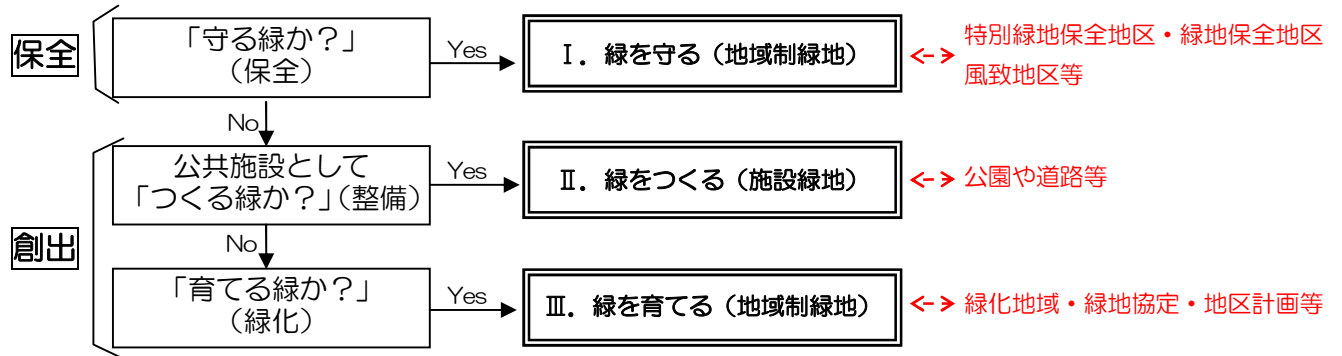 保全
「守る緑か？」
（保全）
Yes
Ⅰ．緑を守る（地域制緑地）
特別緑地保全地区・緑地保全地区
風致地区等
No
創出
公共施設として
「つくる緑か？」（整備）
Yes
Ⅱ．緑をつくる（施設緑地）
公園や道路等
No
「育てる緑か？」
（緑化）
Yes
Ⅲ．緑を育てる（地域制緑地）
緑化地域・緑地協定・地区計画等